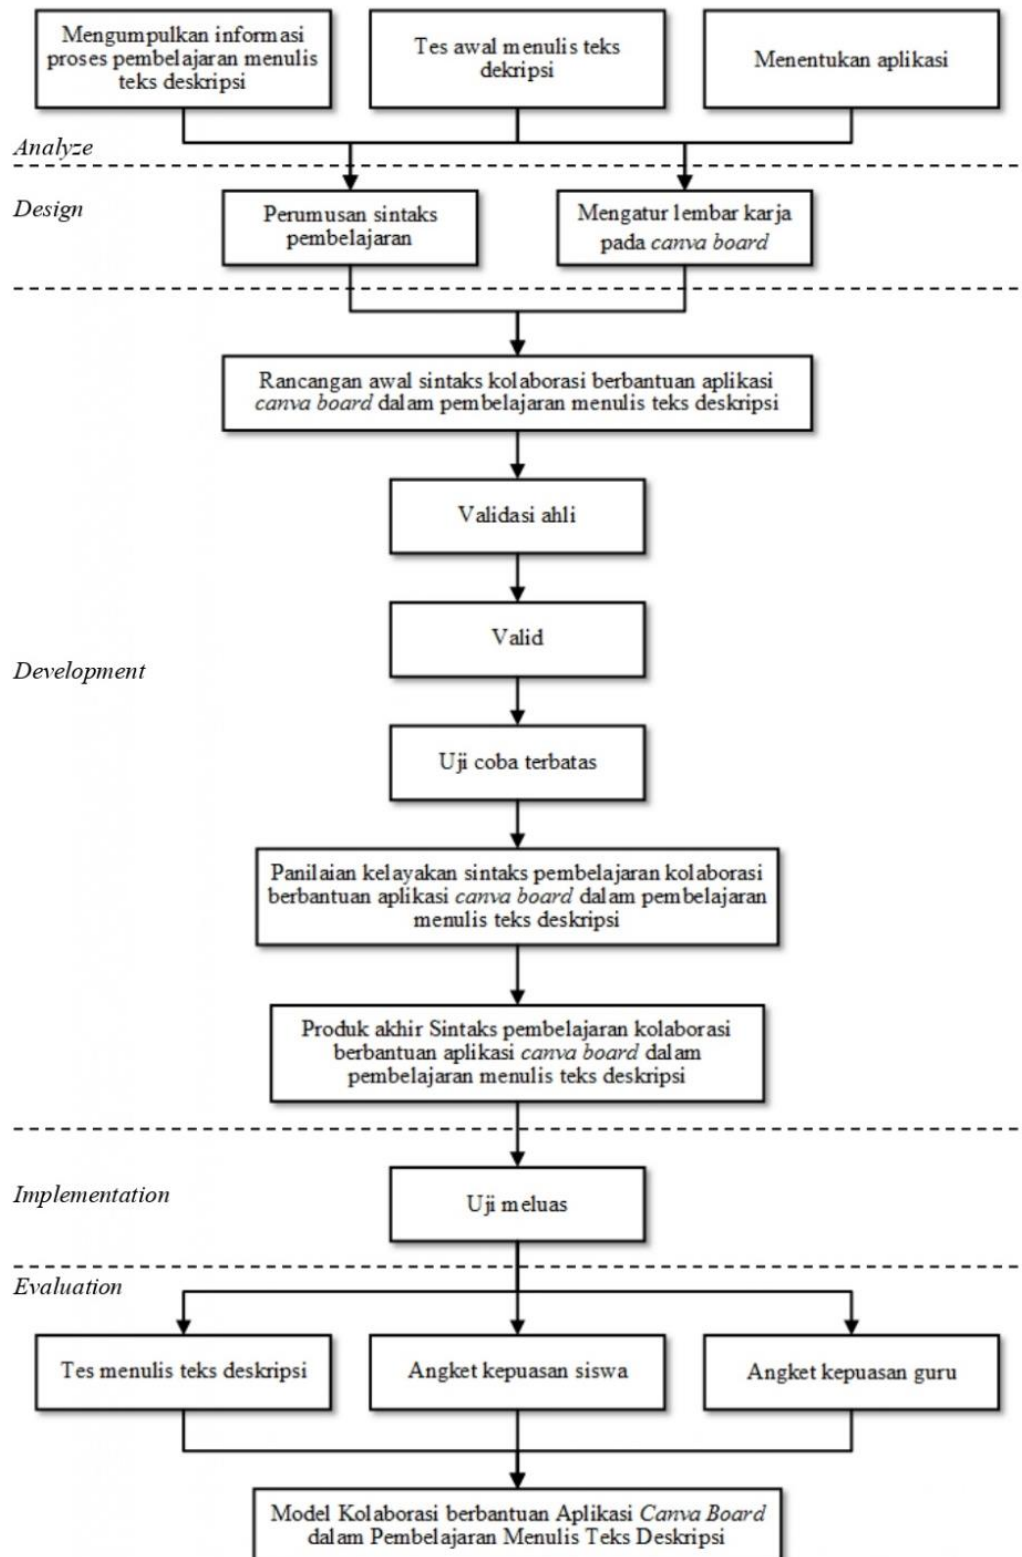 Mengumpulkan informasi
proses pembelajaran menulis
teks deskripsi
Tes awal menulis teks
dekripsi
Menentukan aplikasi
Analyze
Design
Perumusan sintaks
pembelajaran
Mengatur lembar karja
pada canva board
Rancangan awal sintaks kolaborasi berbantuan aplikasi
canva board dalam pembelajaran menulis teks deskripsi
Validasi ahli
Valid
Development
Uji coba terbatas
Panilaian kelayakan sintaks pembelajaran kolaborasi
berbantuan aplikasi canva board dalam pembelajaran
menulis teks deskripsi
Produk akhir Sintaks pembelajaran kolaborasi
berbantuan aplikasi canva board dalam
pembelajaran menulis teks deskripsi
Implementation
Uji meluas
Evaluation
Tes menulis teks deskripsi
Angket kepuasan siswa
Angket kepuasan guru
Model Kolaborasi berbantuan Aplikasi Canva Board
dalam Pembelajaran Menulis Teks Deskripsi